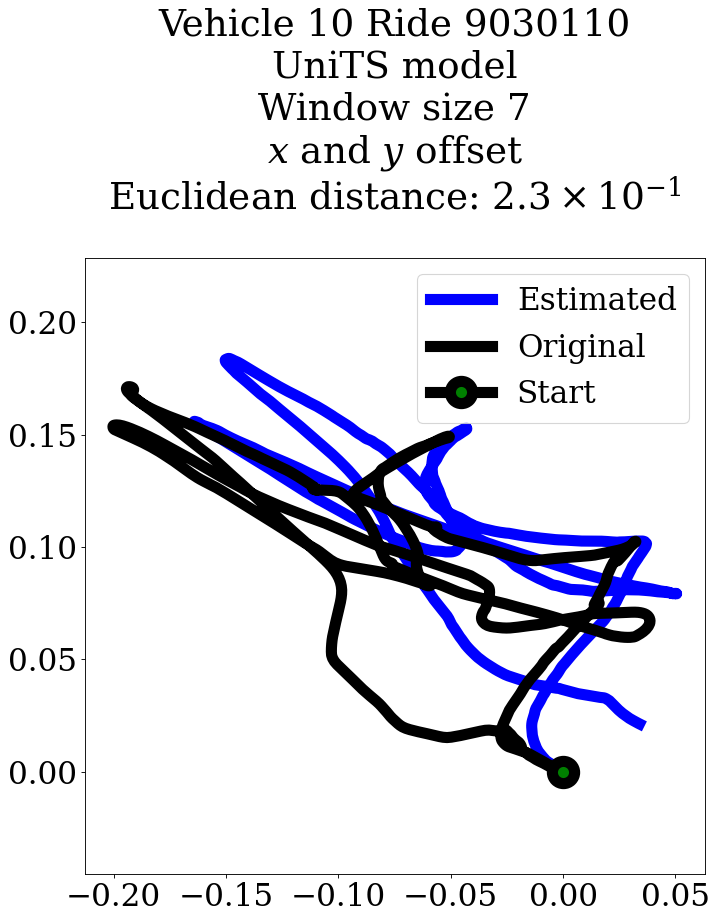 Vehicle 10 Ride 9030110
UniTS model
Window size 7
x and y offset
Euclidean distance: 2.3 × 10⁻¹
Estimated
Original
Start
0.20
0.15
0.10
0.05
0.00
−0.20 −0.15 −0.10 −0.05 0.00 0.05